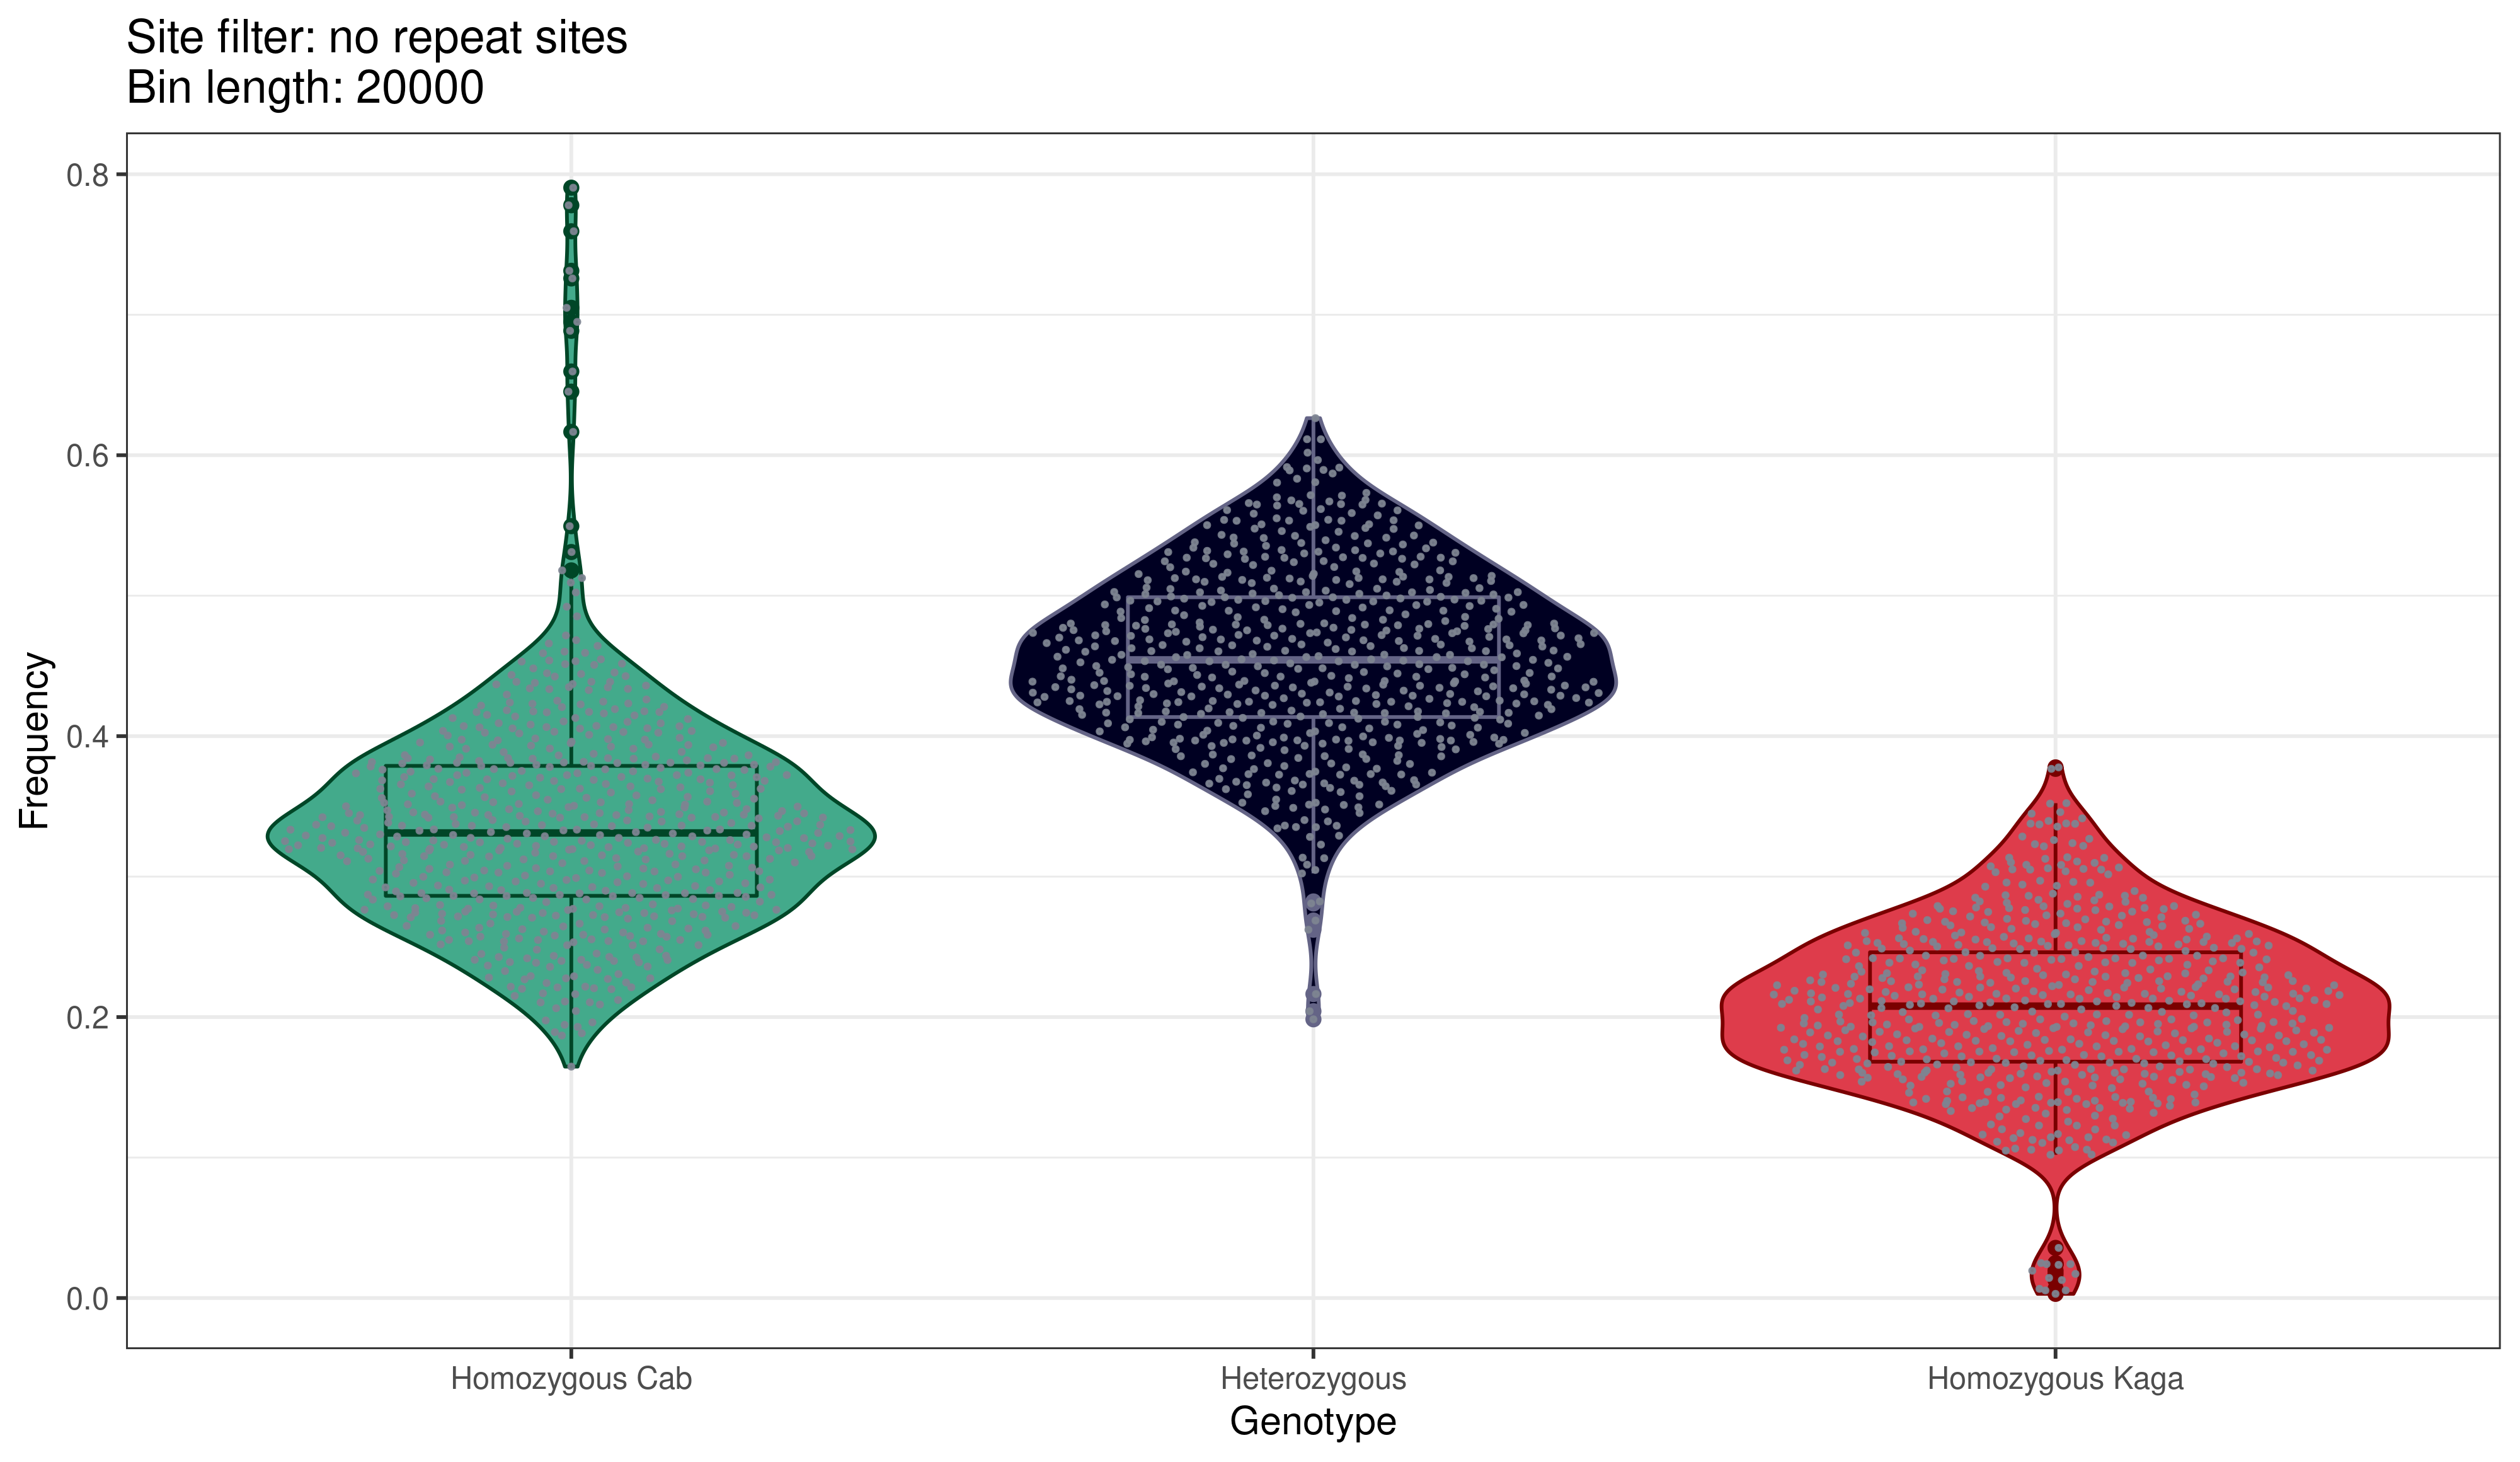 Site filter: no repeat sites
Bin length: 20000
Frequency
0.8
0.6
0.4
0.2
0.0
Homozygous Cab
Heterozygous
Homozygous Kaga
Genotype